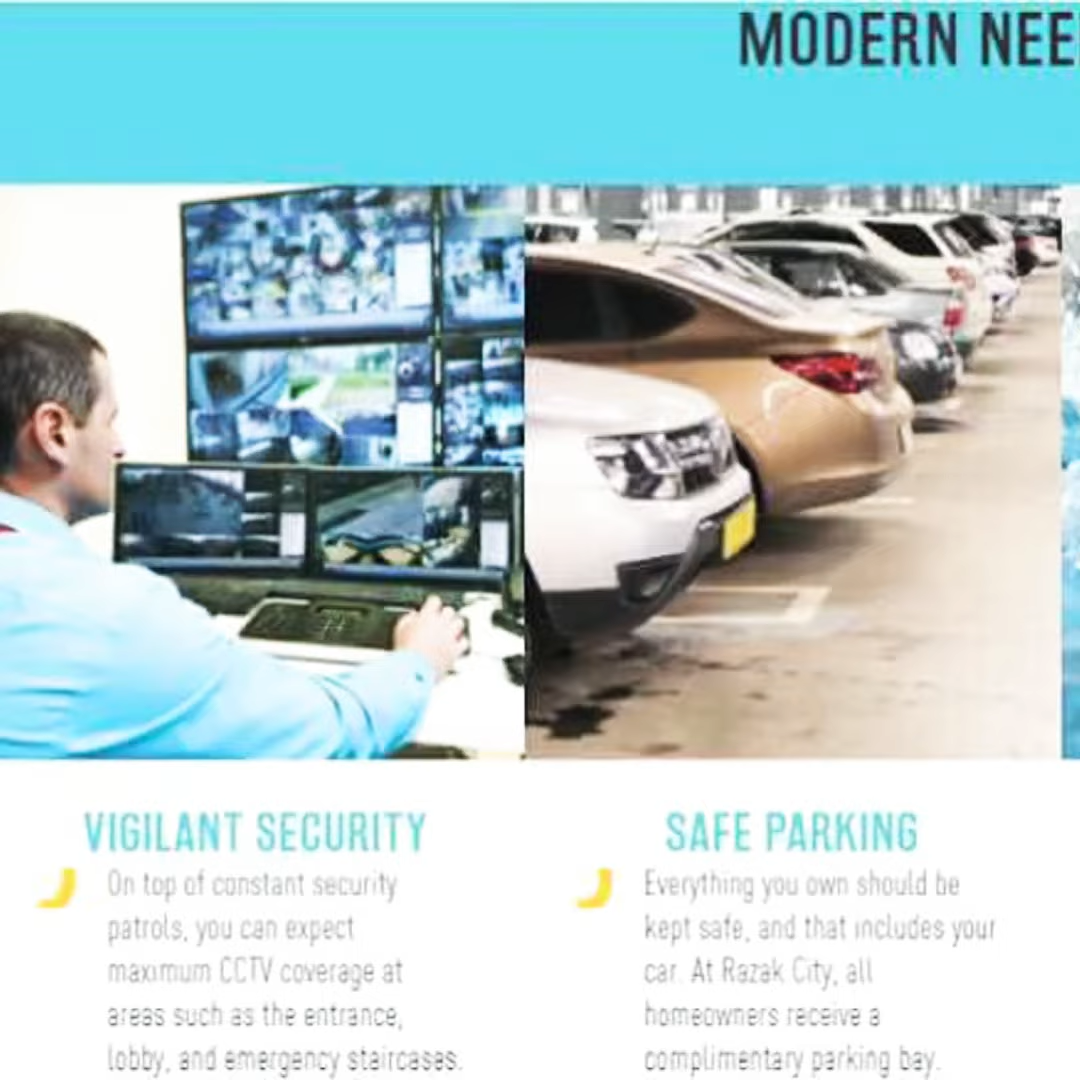 MODERN NEE
VIGILANT SECURITY
On top of constant security
patrols, you can expect
maximum CCTV coverage at
areas such as the entrance,
lobby, and emergency staircases.
SAFE PARKING
Everything you own should be
kept safe, and that includes your
car. At Razak City, all
homeowners receive a
complimentary parking bay.